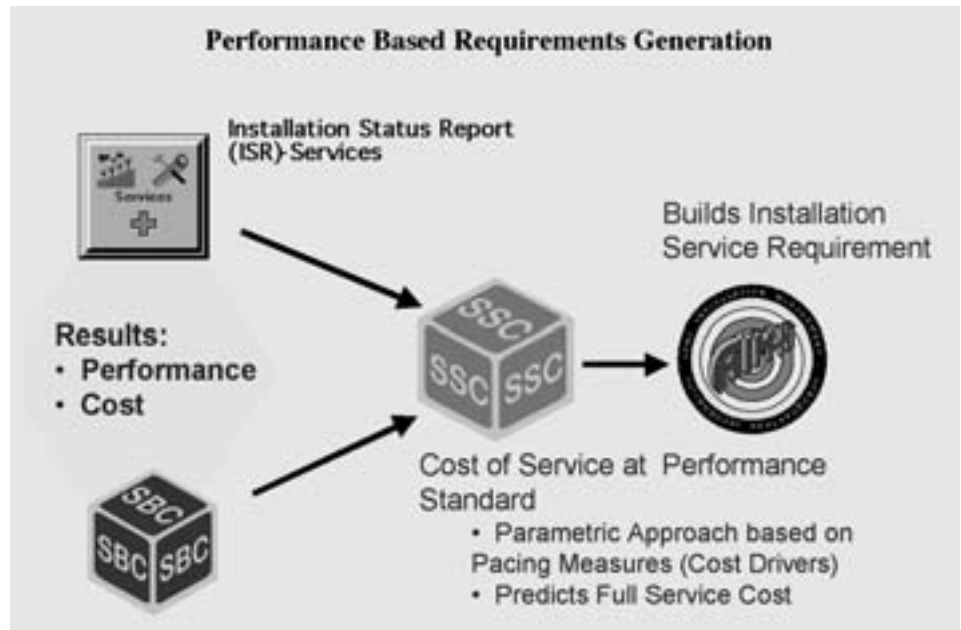 Performance Based Requirements Generation
Installation Status Report
(ISR)-Services
Services
Builds Installation
Service Requirement
Results:
• Performance
• Cost
SSC
SSC
SSC
Cost of Service at Performance
Standard
• Parametric Approach based on
Pacing Measures (Cost Drivers)
• Predicts Full Service Cost
SBC
SBC
SBC